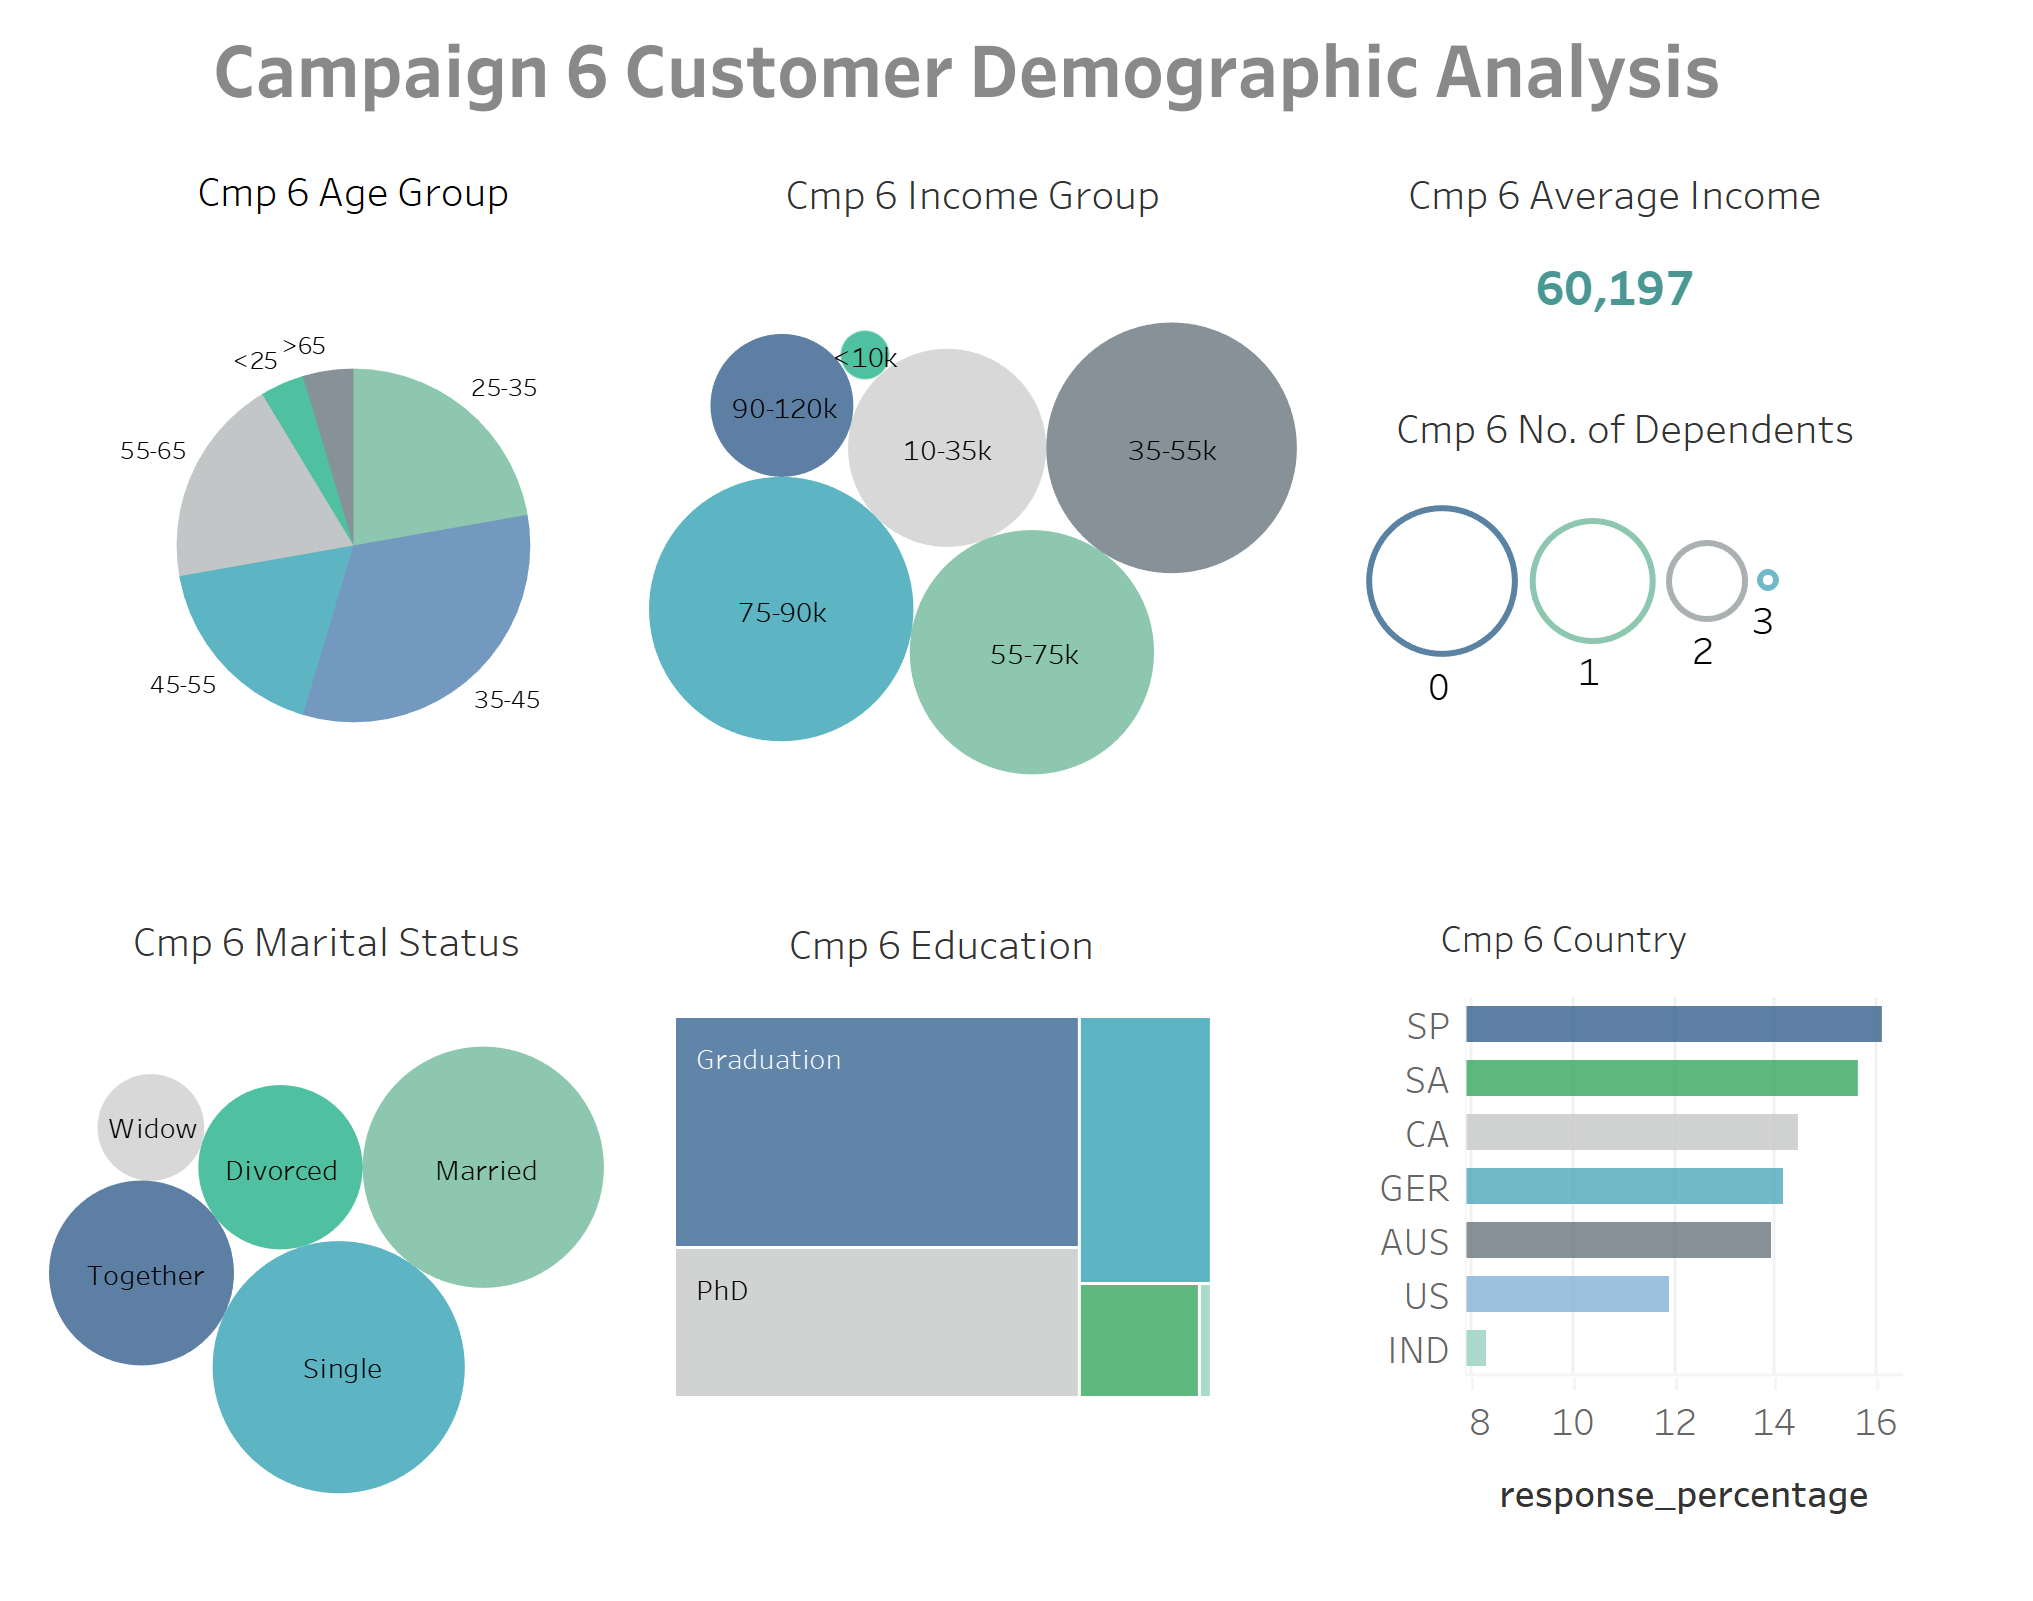 Campaign 6 Customer Demographic Analysis
Cmp 6 Age Group
<25
>65
25-35
55-65
45-55
35-45
Cmp 6 Income Group
<10k
90-120k
10-35k
35-55k
75-90k
55-75k
Cmp 6 Average Income
60,197
Cmp 6 No. of Dependents
0
1
2
3
Cmp 6 Marital Status
Widow
Divorced
Married
Together
Single
Cmp 6 Education
Graduation
PhD
Cmp 6 Country
SP
SA
CA
GER
AUS
US
IND
8 10 12 14 16
response_percentage